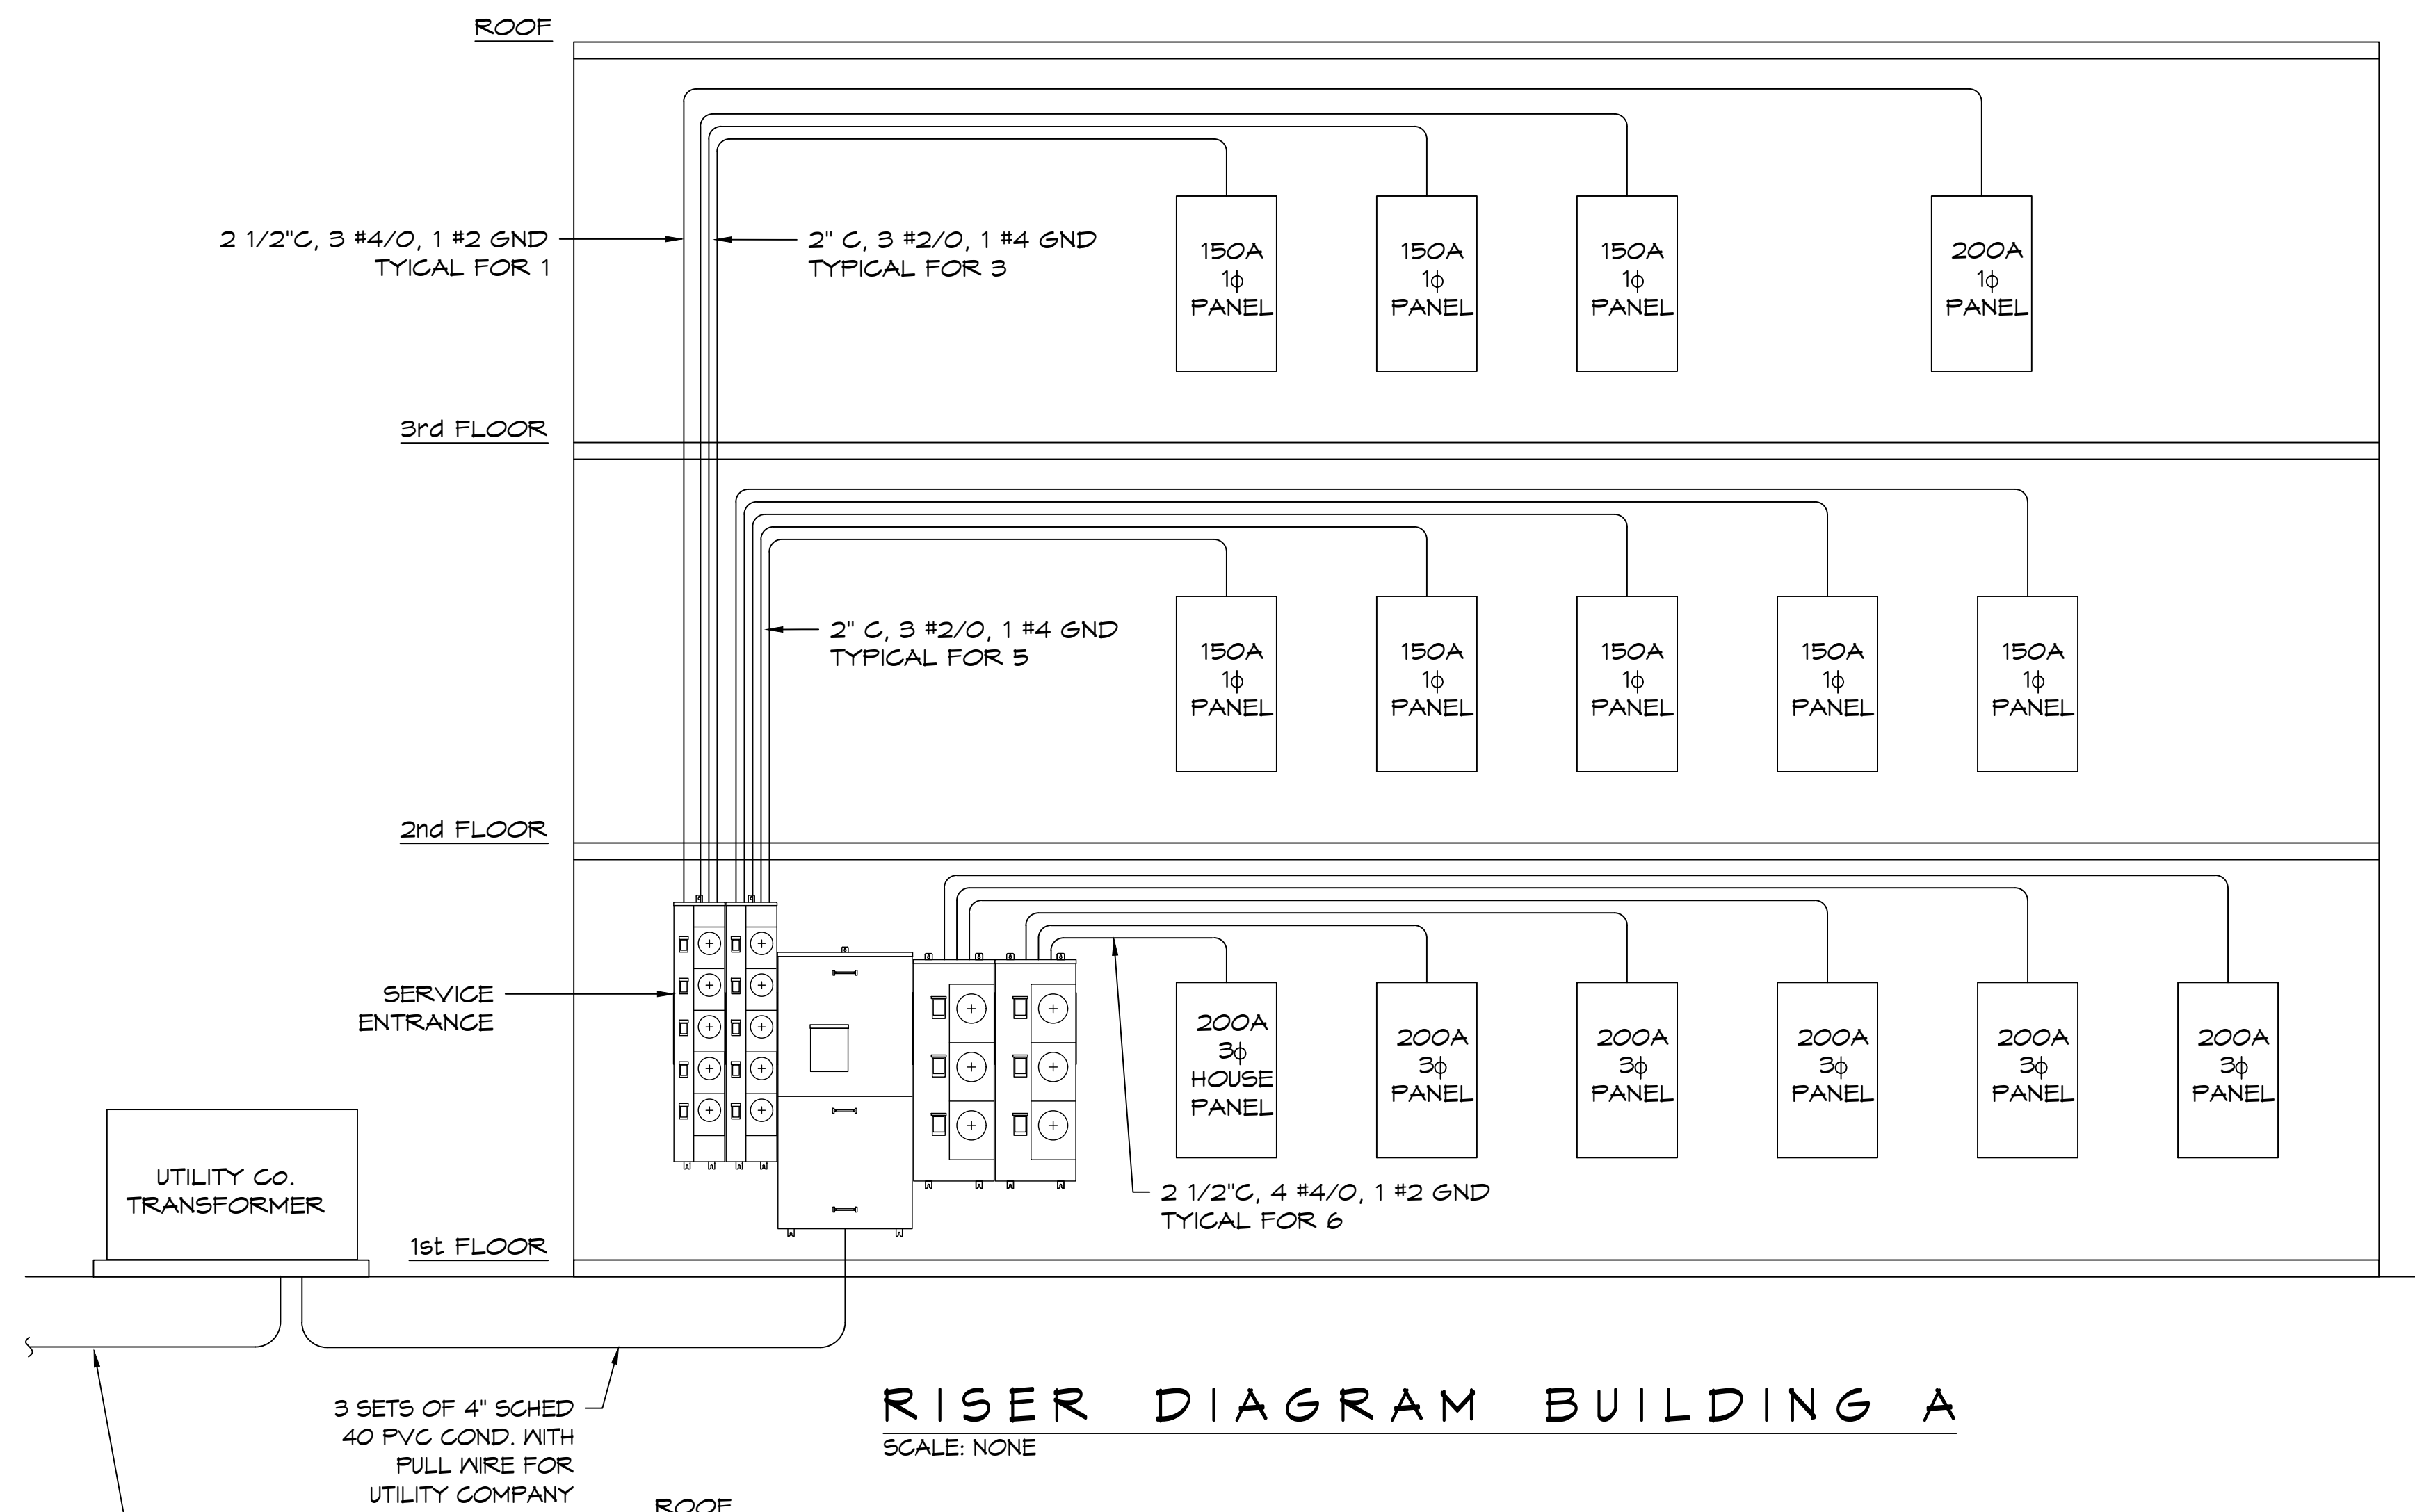 ROOF
2 1/2"C, 3 #4/0, 1 #2 GND
TYICAL FOR 1
2" C, 3 #2/0, 1 #4 GND
TYPICAL FOR 3
150A
1ϕ
PANEL
150A
1ϕ
PANEL
150A
1ϕ
PANEL
200A
1ϕ
PANEL
3rd FLOOR
2" C, 3 #2/0, 1 #4 GND
TYPICAL FOR 5
150A
1ϕ
PANEL
150A
1ϕ
PANEL
150A
1ϕ
PANEL
150A
1ϕ
PANEL
150A
1ϕ
PANEL
2nd FLOOR
SERVICE
ENTRANCE
200A
3ϕ
HOUSE
PANEL
200A
3ϕ
PANEL
200A
3ϕ
PANEL
200A
3ϕ
PANEL
200A
3ϕ
PANEL
200A
3ϕ
PANEL
2 1/2"C, 4 #4/0, 1 #2 GND
TYICAL FOR 6
UTILITY Co.
TRANSFORMER
1st FLOOR
3 SETS OF 4" SCHED
40 PVC COND. WITH
PULL WIRE FOR
UTILITY COMPANY
RISER DIAGRAM BUILDING A
SCALE: NONE
ROOF